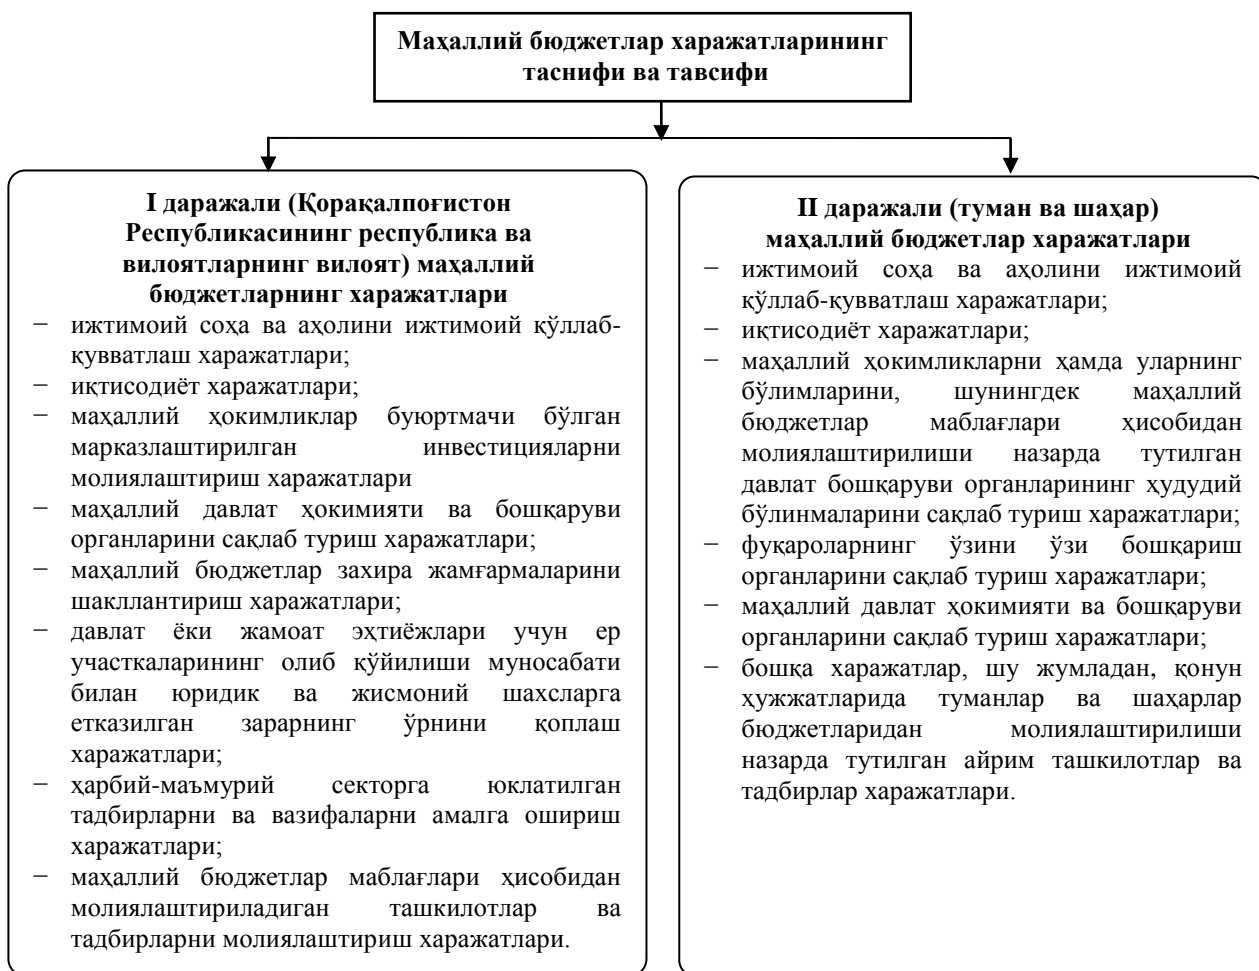 Маҳаллий бюджетлар харажатларининг
таснифи ва тавсифи
I даражали (Қорақалпоғистон
Республикасининг республика ва
вилоятларнинг вилоят) маҳаллий
бюджетларнинг харажатлари
− ижтимоий соҳа ва аҳолини ижтимоий қўллаб-
қувватлаш харажатлари;
− иқтисодиёт харажатлари;
− маҳаллий ҳокимликлар буюртмачи бўлган
марказлаштирилган инвестицияларни
молиялаштириш харажатлари
− маҳаллий давлат ҳокимияти ва бошқаруви
органларини сақлаб туриш харажатлари;
− маҳаллий бюджетлар захира жамғармаларини
шакллантириш харажатлари;
− давлат ёки жамоат эҳтиёжлари учун ер
участкаларининг олиб қўйилиши муносабати
билан юридик ва жисмоний шахсларга
етказилган зарарнинг ўрнини қоплаш
харажатлари;
− ҳарбий-маъмурий секторга юклатилган
тадбирларни ва вазифаларни амалга ошириш
харажатлари;
− маҳаллий бюджетлар маблағлари ҳисобидан
молиялаштириладиган ташкилотлар ва
тадбирларни молиялаштириш харажатлари.
II даражали (туман ва шаҳар)
маҳаллий бюджетлар харажатлари
− ижтимоий соҳа ва аҳолини ижтимоий
қўллаб-қувватлаш харажатлари;
− иқтисодиёт харажатлари;
− маҳаллий ҳокимликларни ҳамда уларнинг
бўлимларини, шунингдек маҳаллий
бюджетлар маблағлари ҳисобидан
молиялаштирилиши назарда тутилган
давлат бошқаруви органларининг ҳудудий
бўлинмаларини сақлаб туриш харажатлари;
− фуқароларнинг ўзини ўзи бошқариш
органларини сақлаб туриш харажатлари;
− маҳаллий давлат ҳокимияти ва бошқаруви
органларини сақлаб туриш харажатлари;
− бошқа харажатлар, шу жумладан, қонун
ҳужжатларида туманлар ва шаҳарлар
бюджетларидан молиялаштирилиши
назарда тутилган айрим ташкилотлар ва
тадбирлар харажатлари.